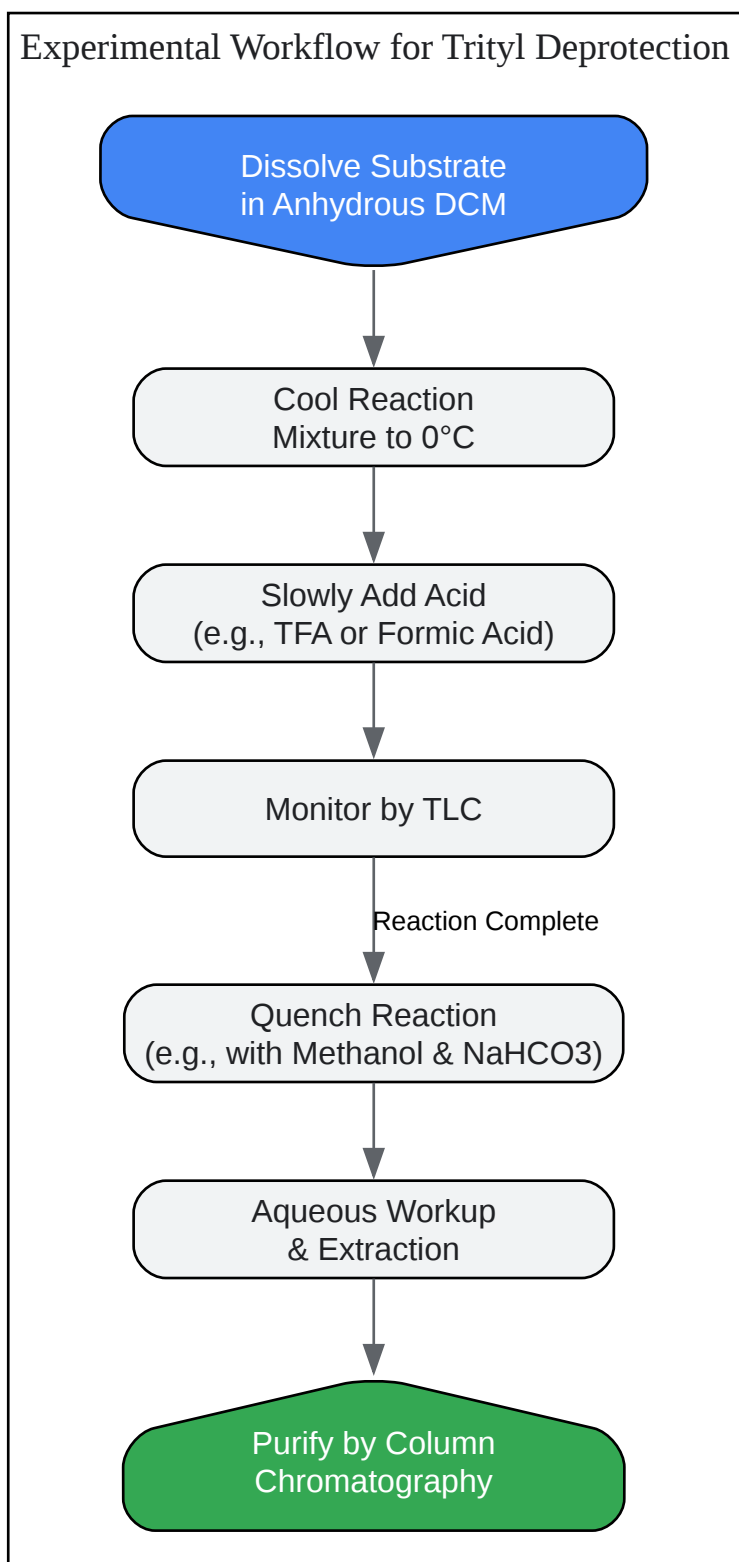 Experimental Workflow for Trityl Deprotection
Dissolve Substrate
in Anhydrous DCM
Cool Reaction
Mixture to 0°C
Slowly Add Acid
(e.g., TFA or Formic Acid)
Monitor by TLC
Reaction Complete
Quench Reaction
(e.g., with Methanol & NaHCO3)
Aqueous Workup
& Extraction
Purify by Column
Chromatography